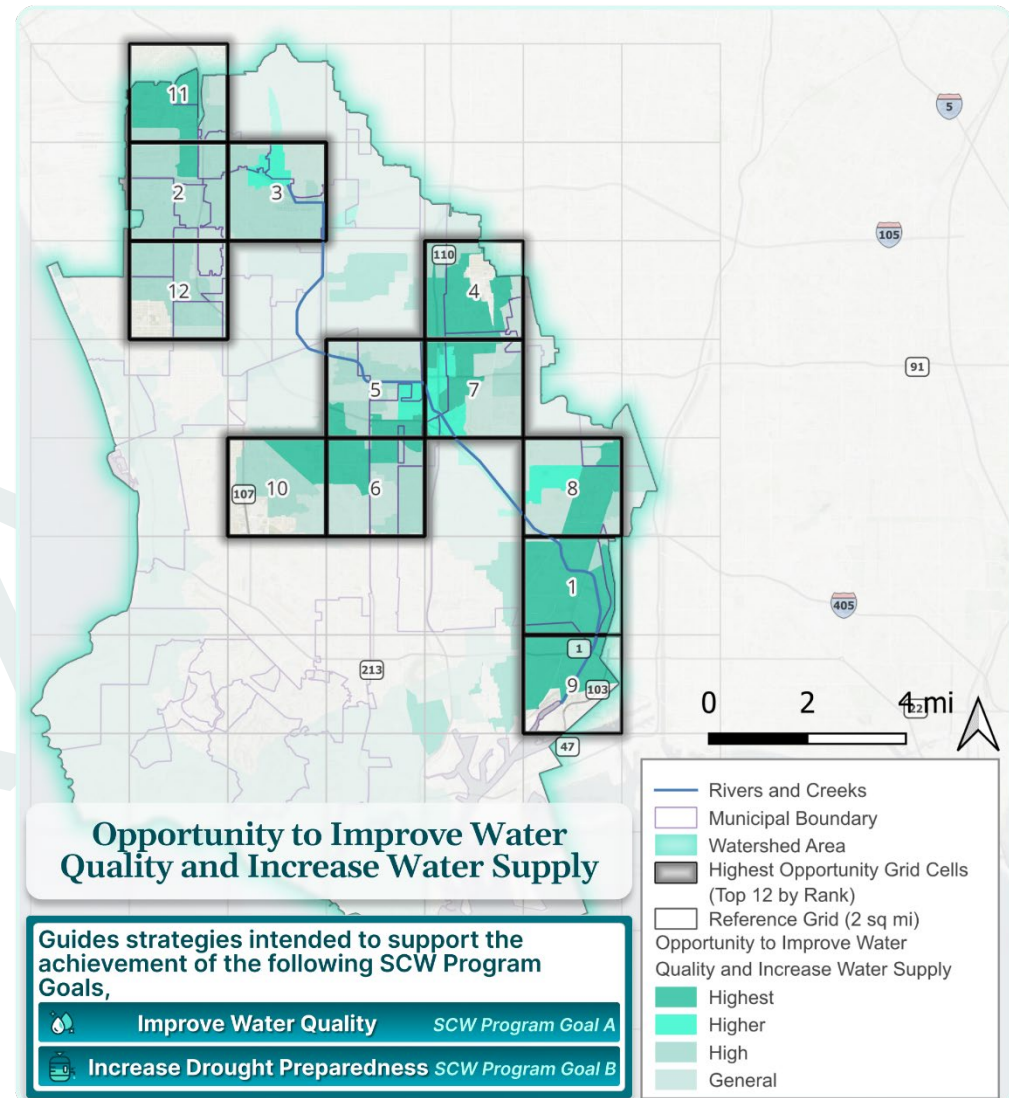 11
5
2
3
105
110
12
4
91
5
7
107
10
6
8
1
405
1
213
9
103
0 2 4 mi
22
47
Opportunity to Improve Water
Quality and Increase Water Supply
Guides strategies intended to support the
achievement of the following SCW Program
Goals,
Improve Water Quality SCW Program Goal A
Increase Drought Preparedness SCW Program Goal B
Rivers and Creeks
Municipal Boundary
Watershed Area
Highest Opportunity Grid Cells
(Top 12 by Rank)
Reference Grid (2 sq mi)
Opportunity to Improve Water
Quality and Increase Water Supply
Highest
Higher
High
General